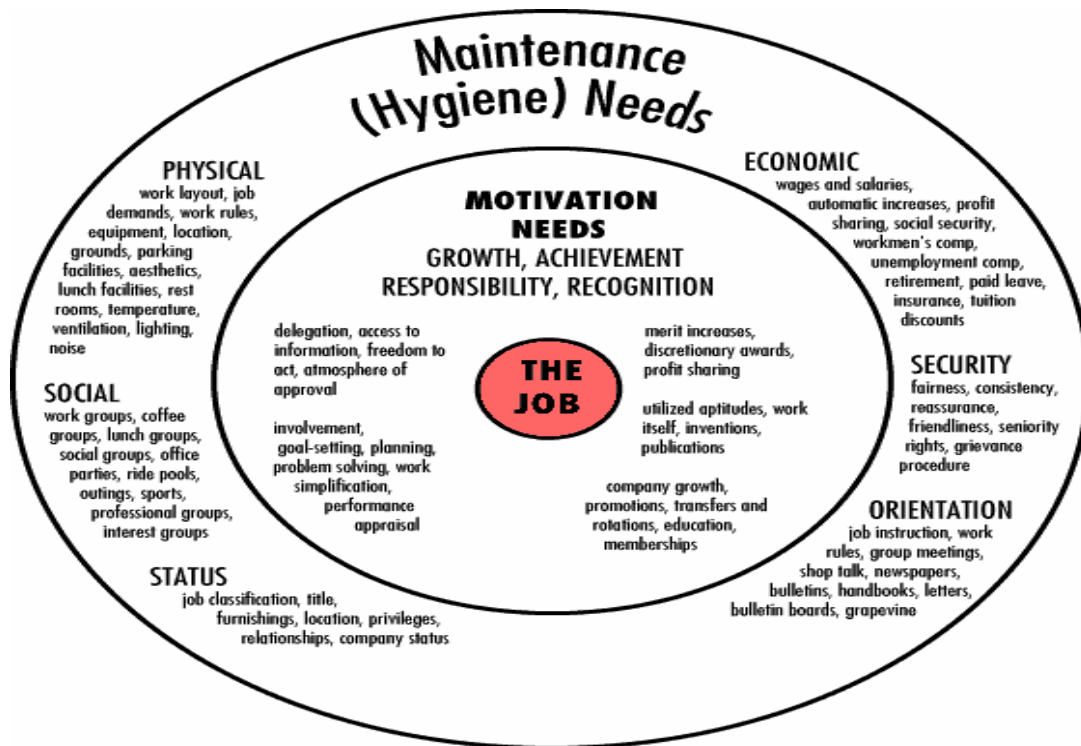 Maintenance
(Hygiene) Needs
PHYSICAL
work layout, job
demands, work rules,
equipment, location,
grounds, parking
facilities, aesthetics,
lunch facilities, rest
rooms, temperature,
ventilation, lighting,
noise
SOCIAL
work groups, coffee
groups, lunch groups,
social groups, office
parties, ride pools,
outings, sports,
professional groups,
interest groups
STATUS
job classification, title,
furnishings, location, privileges,
relationships, company status
MOTIVATION
NEEDS
GROWTH, ACHIEVEMENT
RESPONSIBILITY, RECOGNITION
delegation, access to
information, freedom to
act, atmosphere of
approval
involvement,
goal-setting, planning,
problem solving, work
simplification,
performance
appraisal
THE
JOB
merit increases,
discretionary awards,
profit sharing
utilized aptitudes, work
itself, inventions,
publications
company growth,
promotions, transfers and
rotations, education,
memberships
ECONOMIC
wages and salaries,
automatic increases, profit
sharing, social security,
workmen's comp,
unemployment comp,
retirement, paid leave,
insurance, tuition
discounts
SECURITY
fairness, consistency,
reassurance,
friendliness, seniority
rights, grievance
procedure
ORIENTATION
job instruction, work
rules, group meetings,
shop talk, newspapers,
bulletins, handbooks, letters,
bulletin boards, grapevine